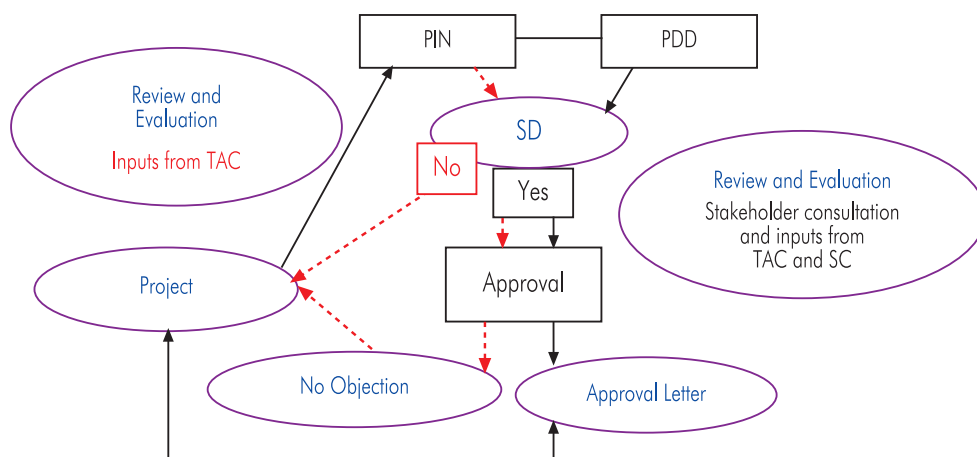 PIN
PDD
Review and
Evaluation
Inputs from TAC
SD
No
Yes
Review and Evaluation
Stakeholder consultation
and inputs from
TAC and SC
Project
Approval
No Objection
Approval Letter